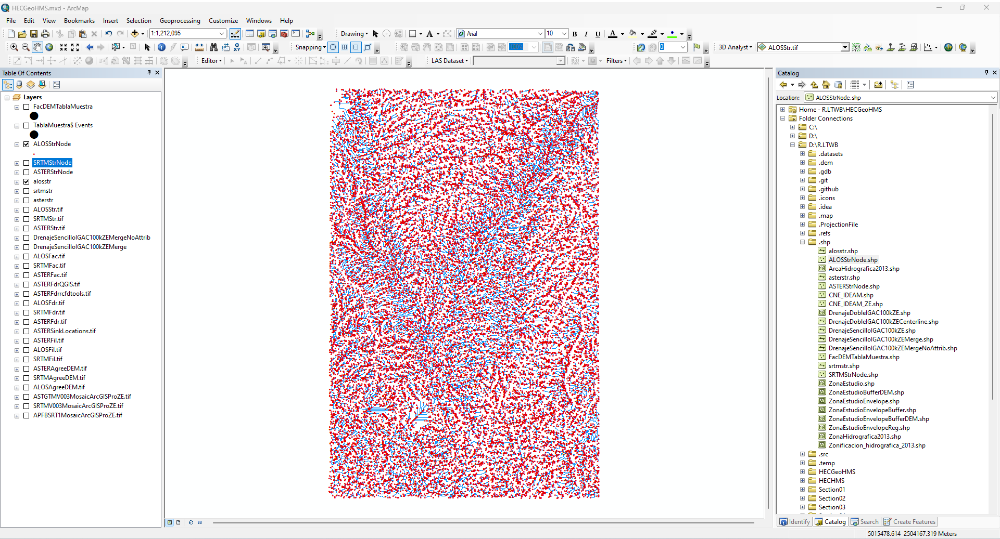 HECGeoHMS.mxd - ArcMap
File Edit View Bookmarks Insert Selection Geoprocessing Customize Windows Help
1:1,212,095 Drawing Arial 10 B I U A
Snapping 100% 0 3D Analyst ALOSStr.tif
Editor LAS Dataset Filters
Table Of Contents
Layers
FacDEMTablaMuestra
TablaMuestra$ Events
ALOSStrNode
SRTMStrNode
ASTERStrNode
alosstr
srtmstr
asterstr
ALOSStr.tif
SRTMStr.tif
ASTERStr.tif
DrenajeSencilloIGAC100kZEMergeNoAttrib
DrenajeSencilloIGAC100kZEMerge
ALOSFac.tif
SRTMFac.tif
ASTERFac.tif
ASTERFdrQGIS.tif
ASTERFdrrcfdtools.tif
ALOSFdr.tif
SRTMFdr.tif
ASTERFdr.tif
ASTERSinkLocations.tif
ASTERFil.tif
ALOSFil.tif
SRTMFil.tif
ASTERAgreeDEM.tif
SRTMAgreeDEM.tif
ALOSAgreeDEM.tif
ASTGTMV003MosaicArcGISProZE.tif
SRTMV003MosaicArcGISProZE.tif
APFBSRT1MosaicArcGISProZE.tif
Catalog
Location: ALOSStrNode.shp
Home - R.LTWB\HECGeoHMS
Folder Connections
C:\
D:\
D:\R.LTWB
.datasets
.dem
.gdb
.git
.github
.icons
.idea
.map
.ProjectionFile
.refs
.shp
alosstr.shp
ALOSStrNode.shp
AreaHidrografica2013.shp
asterstr.shp
ASTERStrNode.shp
CNE_IDEAM.shp
CNE_IDEAM_ZE.shp
DrenajeDobleIGAC100kZE.shp
DrenajeDobleIGAC100kZECenterline.shp
DrenajeSencilloIGAC100kZE.shp
DrenajeSencilloIGAC100kZEMerge.shp
DrenajeSencilloIGAC100kZEMergeNoAttrib.shp
FacDEMTablaMuestra.shp
srtmstr.shp
SRTMStrNode.shp
ZonaEstudio.shp
ZonaEstudioBufferDEM.shp
ZonaEstudioEnvelope.shp
ZonaEstudioEnvelopeBuffer.shp
ZonaEstudioEnvelopeBufferDEM.shp
ZonaEstudioEnvelopeReg.shp
ZonaHidrografica2013.shp
Zonificacion_hidrografica_2013.shp
.src
.temp
HECGeoHMS
HECHMS
Section01
Section02
Section03
Identify Catalog Search Create Features
5015478.614 2504167.319 Meters